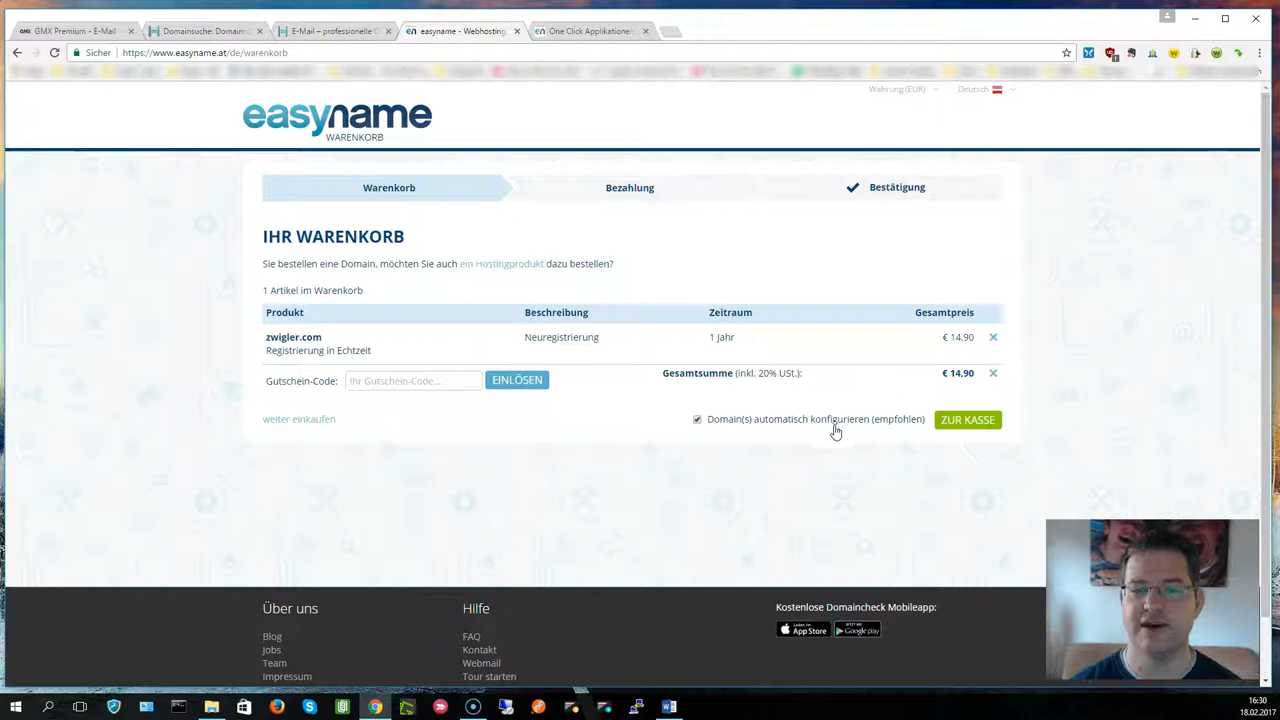 GMX Premium - E-Mail
Domainsuche: Domainn
E-Mail – professionelle
easyname - Webhosting
One Click Applikationen
Sicher
https://www.easyname.at/de/warenkorb
Währung (EUR)
Deutsch
easyname
WARENKORB
Warenkorb
Bezahlung
Bestätigung
IHR WARENKORB
Sie bestellen eine Domain, möchten Sie auch ein Hostingprodukt dazu bestellen?
1 Artikel im Warenkorb
Produkt Beschreibung Zeitraum Gesamtpreis
zwigler.com Neuregistrierung 1 Jahr € 14,90
Registrierung in Echtzeit
Gesamtsumme (inkl. 20% USt.): € 14,90
Gutschein-Code: Ihr Gutschein-Code... EINLÖSEN
weiter einkaufen
Domain(s) automatisch konfigurieren (empfohlen)
ZUR KASSE
Über uns
Blog
Jobs
Team
Impressum
Hilfe
FAQ
Kontakt
Webmail
Tour starten
Kostenlose Domaincheck Mobileapp:
App Store
Google play
16:30
18.02.2017